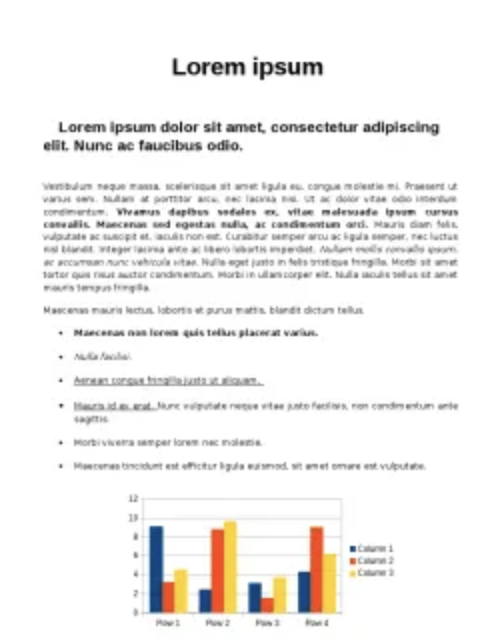 Lorem ipsum
Lorem ipsum dolor sit amet, consectetur adipiscing
elit. Nunc ac faucibus odio.
Vestibulum neque massa, scelerisque sit amet ligula eu, congue molestie mi. Praesent ut
varius sem. Nullam at porttitor arcu, nec lacinia nisi. Ut ac dolor vitae odio interdum
condimentum. Vivamus dapibus sodales ex, vitae malesuada ipsum cursus
convallis. Maecenas sed egestas nulla, ac condimentum orci. Mauris diam felis,
vulputate ac suscipit et, iaculis non est. Curabitur semper arcu ac ligula semper, nec luctus
nisl blandit. Integer lacinia ante ac libero lobortis imperdiet. Nullam mollis convallis ipsum,
ac accumsan nunc vehicula vitae. Nulla eget justo in felis tristique fringilla. Morbi sit amet
tortor quis risus auctor condimentum. Morbi in ullamcorper elit. Nulla iaculis tellus sit amet
mauris tempus fringilla.
Maecenas mauris lectus, lobortis et purus mattis, blandit dictum tellus.
• Maecenas non lorem quis tellus placerat varius.
• Nulla facilisi.
• Aenean congue fringilla justo ut aliquam.
• Mauris id ex erat. Nunc vulputate neque vitae justo facilisis, non condimentum ante
sagittis.
• Morbi viverra semper lorem nec molestie.
• Maecenas tincidunt est efficitur ligula euismod, sit amet ornare est vulputate.
12
10
8
6
4
2
0
Column 1
Column 2
Column 3
Row 1 Row 2 Row 3 Row 4